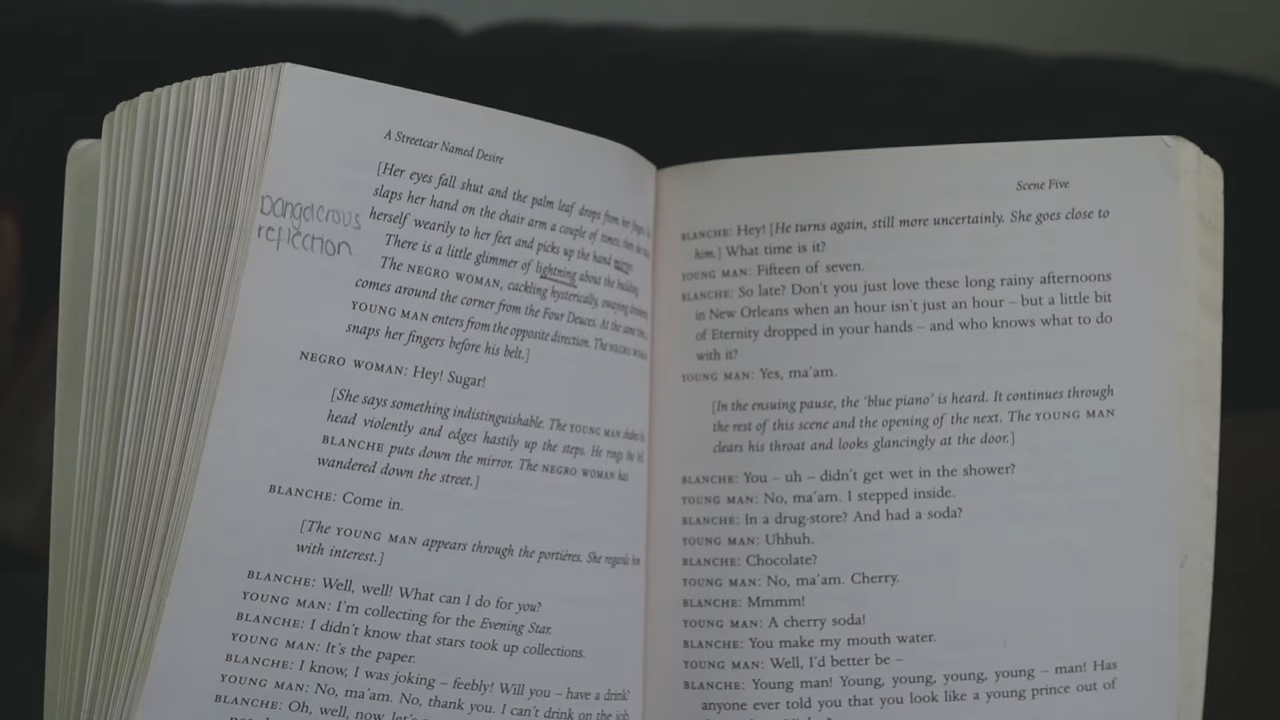 A Streetcar Named Desire
[Her eyes fall shut and the palm leaf drops from her fingers. She
slaps her hand on the chair arm a couple of times; then she
herself wearily to her feet and picks up the hand mirror.
There is a little glimmer of lightning about the building.
The NEGRO WOMAN, cackling hysterically, swaying drunkenly,
comes around the corner from the Four Deuces. At the same time, a
YOUNG MAN enters from the opposite direction. The NEGRO WOMAN
snaps her fingers before his belt.]
Dangderous
reflection
NEGRO WOMAN: Hey! Sugar!
[She says something indistinguishable. The YOUNG MAN shakes his
head violently and edges hastily up the steps. He rings the bell.
BLANCHE puts down the mirror. The NEGRO WOMAN has
wandered down the street.]
BLANCHE: Come in.
[The YOUNG MAN appears through the portières. She regards him
with interest.]
BLANCHE: Well, well! What can I do for you?
YOUNG MAN: I'm collecting for the Evening Star.
BLANCHE: I didn't know that stars took up collections.
YOUNG MAN: It's the paper.
BLANCHE: I know, I was joking – feebly! Will you – have a drink?
YOUNG MAN: No, ma'am. No, thank you. I can't drink on the job.
BLANCHE: Oh, well, now, let's
Scene Five
BLANCHE: Hey! [He turns again, still more uncertainly. She goes close to
him.] What time is it?
YOUNG MAN: Fifteen of seven.
BLANCHE: So late? Don't you just love these long rainy afternoons
in New Orleans when an hour isn't just an hour – but a little bit
of Eternity dropped in your hands – and who knows what to do
with it?
YOUNG MAN: Yes, ma'am.
[In the ensuing pause, the 'blue piano' is heard. It continues through
the rest of this scene and the opening of the next. The YOUNG MAN
clears his throat and looks glancingly at the door.]
BLANCHE: You – uh – didn't get wet in the shower?
YOUNG MAN: No, ma'am. I stepped inside.
BLANCHE: In a drug-store? And had a soda?
YOUNG MAN: Uhhuh.
BLANCHE: Chocolate?
YOUNG MAN: No, ma'am. Cherry.
BLANCHE: Mmmm!
YOUNG MAN: A cherry soda!
BLANCHE: You make my mouth water.
YOUNG MAN: Well, I'd better be –
BLANCHE: Young man! Young, young, young, young – man! Has
anyone ever told you that you look like a young prince out of